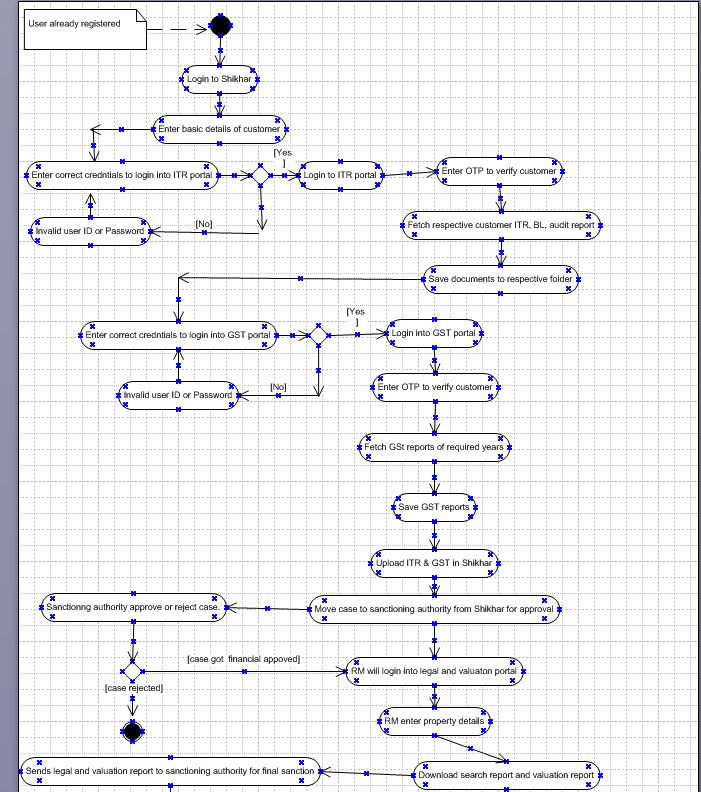 User already registered
Login to Shikhar
Enter basic details of customer
[Yes
]
Enter correct credntials to login into ITR portal
Login to ITR portal
Enter OTP to verify customer
Invalid user ID or Password
[No]
Fetch respective customer ITR, BL, audit report
Save documents to respective folder
[Yes
]
Enter correct credntials to login into GST portal
Login into GST portal
Invalid user ID or Password
[No]
Enter OTP to verify customer
Fetch GSt reports of required years
Save GST reports
Upload ITR & GST in Shikhar
Sanctionng authority approve or reject case.
Move case to sanctioning authority from Shikhar for approval
[case got  financial appoved]
RM will login into legal and valuaton portal
[case rejected]
RM enter property details
Sends legal and valuation report to sanctioning authority for final sanction
Download search report and valuation report